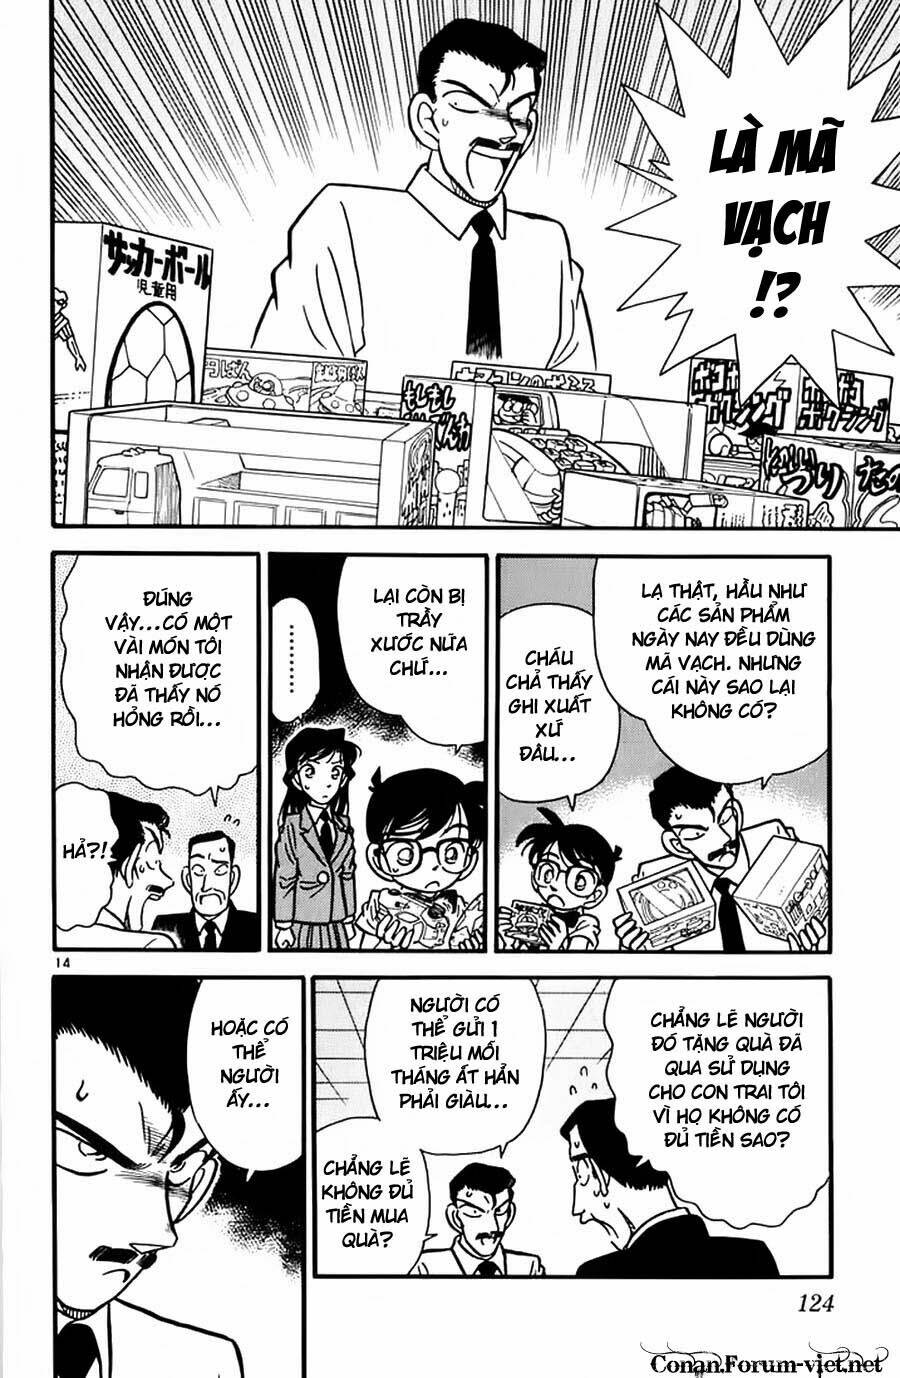 LÀ MÃ
VẠCH
!?
サッカーボール
児童用
もしもし
LẠ THẬT, HẦU NHƯ
CÁC SẢN PHẨM
NGÀY NAY ĐỀU DÙNG
MÃ VẠCH. NHƯNG
CÁI NÀY SAO LẠI
KHÔNG CÓ?
CHÁU
CHẢ THẤY
GHI XUẤT
XỨ
ĐÂU...
LẠI CÒN BỊ
TRẦY
XƯỚC NỮA
CHỨ...
.........
ĐÚNG
VẬY...CÓ MỘT
VÀI MÓN TÔI
NHẬN ĐƯỢC
ĐÃ THẤY NÓ
HỎNG RỒI...
HẢ?!
14
CHẲNG LẼ NGƯỜI
ĐÓ TẶNG QUÀ ĐÃ
QUA SỬ DỤNG
CHO CON TRAI TÔI
VÌ HỌ KHÔNG CÓ
ĐỦ TIỀN SAO?
NGƯỜI CÓ
THỂ GỬI 1
TRIỆU MỖI
THÁNG ẮT HẲN
PHẢI GIÀU...
CHẲNG LẼ
KHÔNG ĐỦ
TIỀN MUA
QUÀ?
HOẶC CÓ
THỂ
NGƯỜI
ẤY...
124
Conan.Forum-viet.net